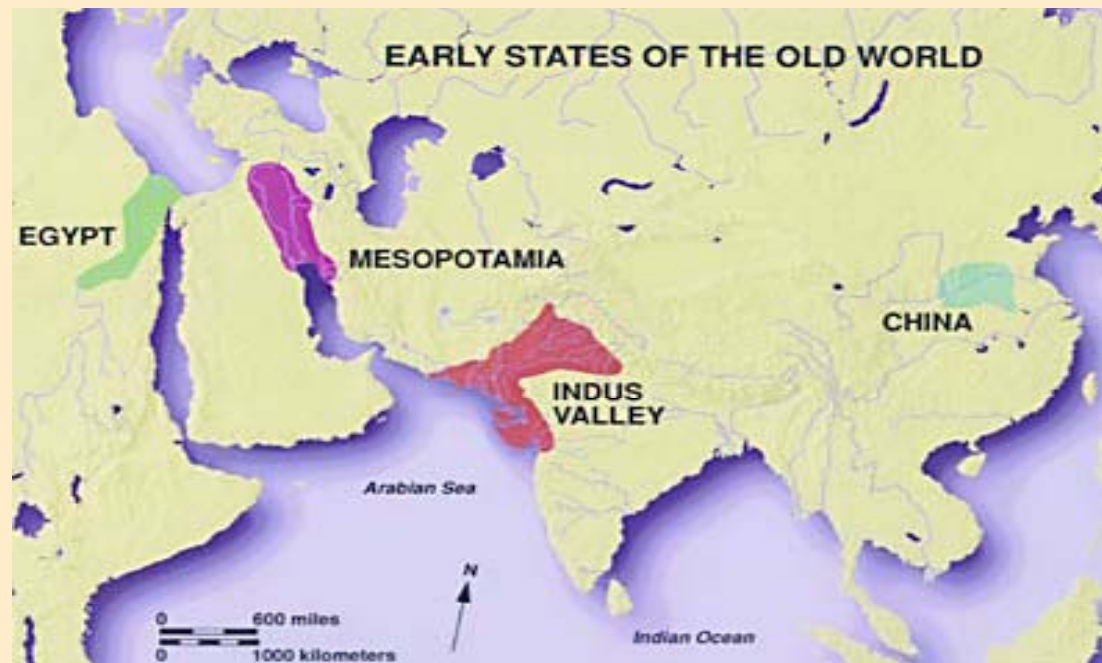 EARLY STATES OF THE OLD WORLD
EGYPT
MESOPOTAMIA
CHINA
INDUS
VALLEY
Arabian Sea
N
0 600 miles
0 1000 kilometers
Indian Ocean